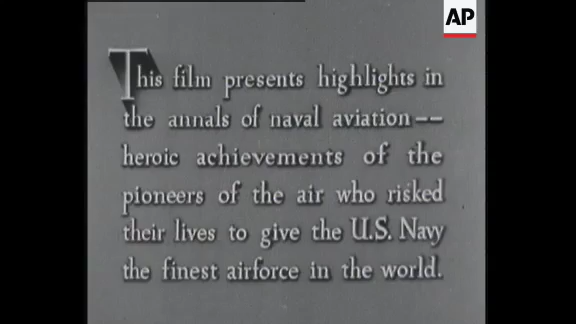 AP
This film presents highlights in
the annals of naval aviation--
heroic achievements of the
pioneers of the air who risked
their lives to give the U.S. Navy
the finest airforce in the world.